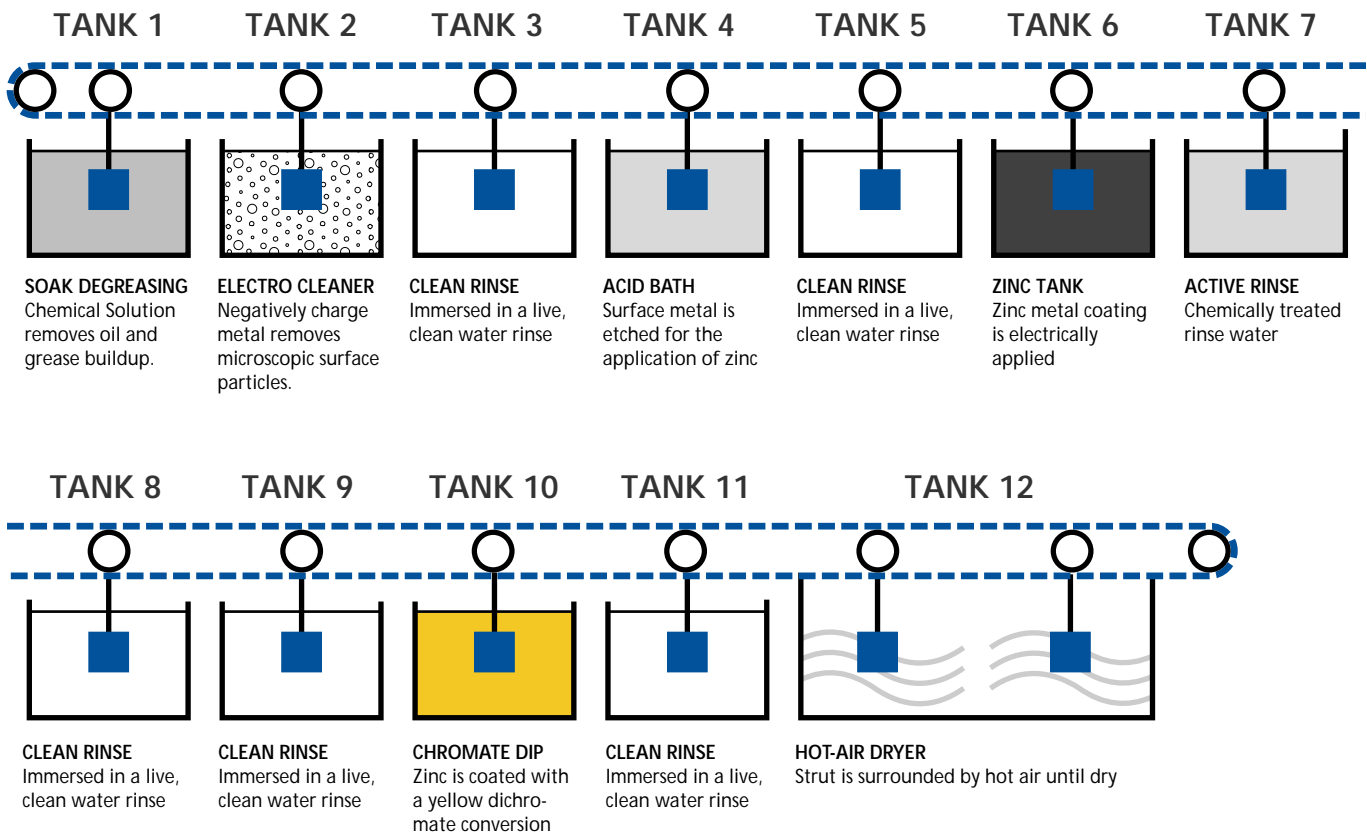 TANK 1
TANK 2
TANK 3
TANK 4
TANK 5
TANK 6
TANK 7
SOAK DEGREASING
Chemical Solution
removes oil and
grease buildup.
ELECTRO CLEANER
Negatively charge
metal removes
microscopic surface
particles.
CLEAN RINSE
Immersed in a live,
clean water rinse
ACID BATH
Surface metal is
etched for the
application of zinc
CLEAN RINSE
Immersed in a live,
clean water rinse
ZINC TANK
Zinc metal coating
is electrically
applied
ACTIVE RINSE
Chemically treated
rinse water
TANK 8
TANK 9
TANK 10
TANK 11
TANK 12
CLEAN RINSE
Immersed in a live,
clean water rinse
CLEAN RINSE
Immersed in a live,
clean water rinse
CHROMATE DIP
Zinc is coated with
a yellow dichro-
mate conversion
CLEAN RINSE
Immersed in a live,
clean water rinse
HOT-AIR DRYER
Strut is surrounded by hot air until dry